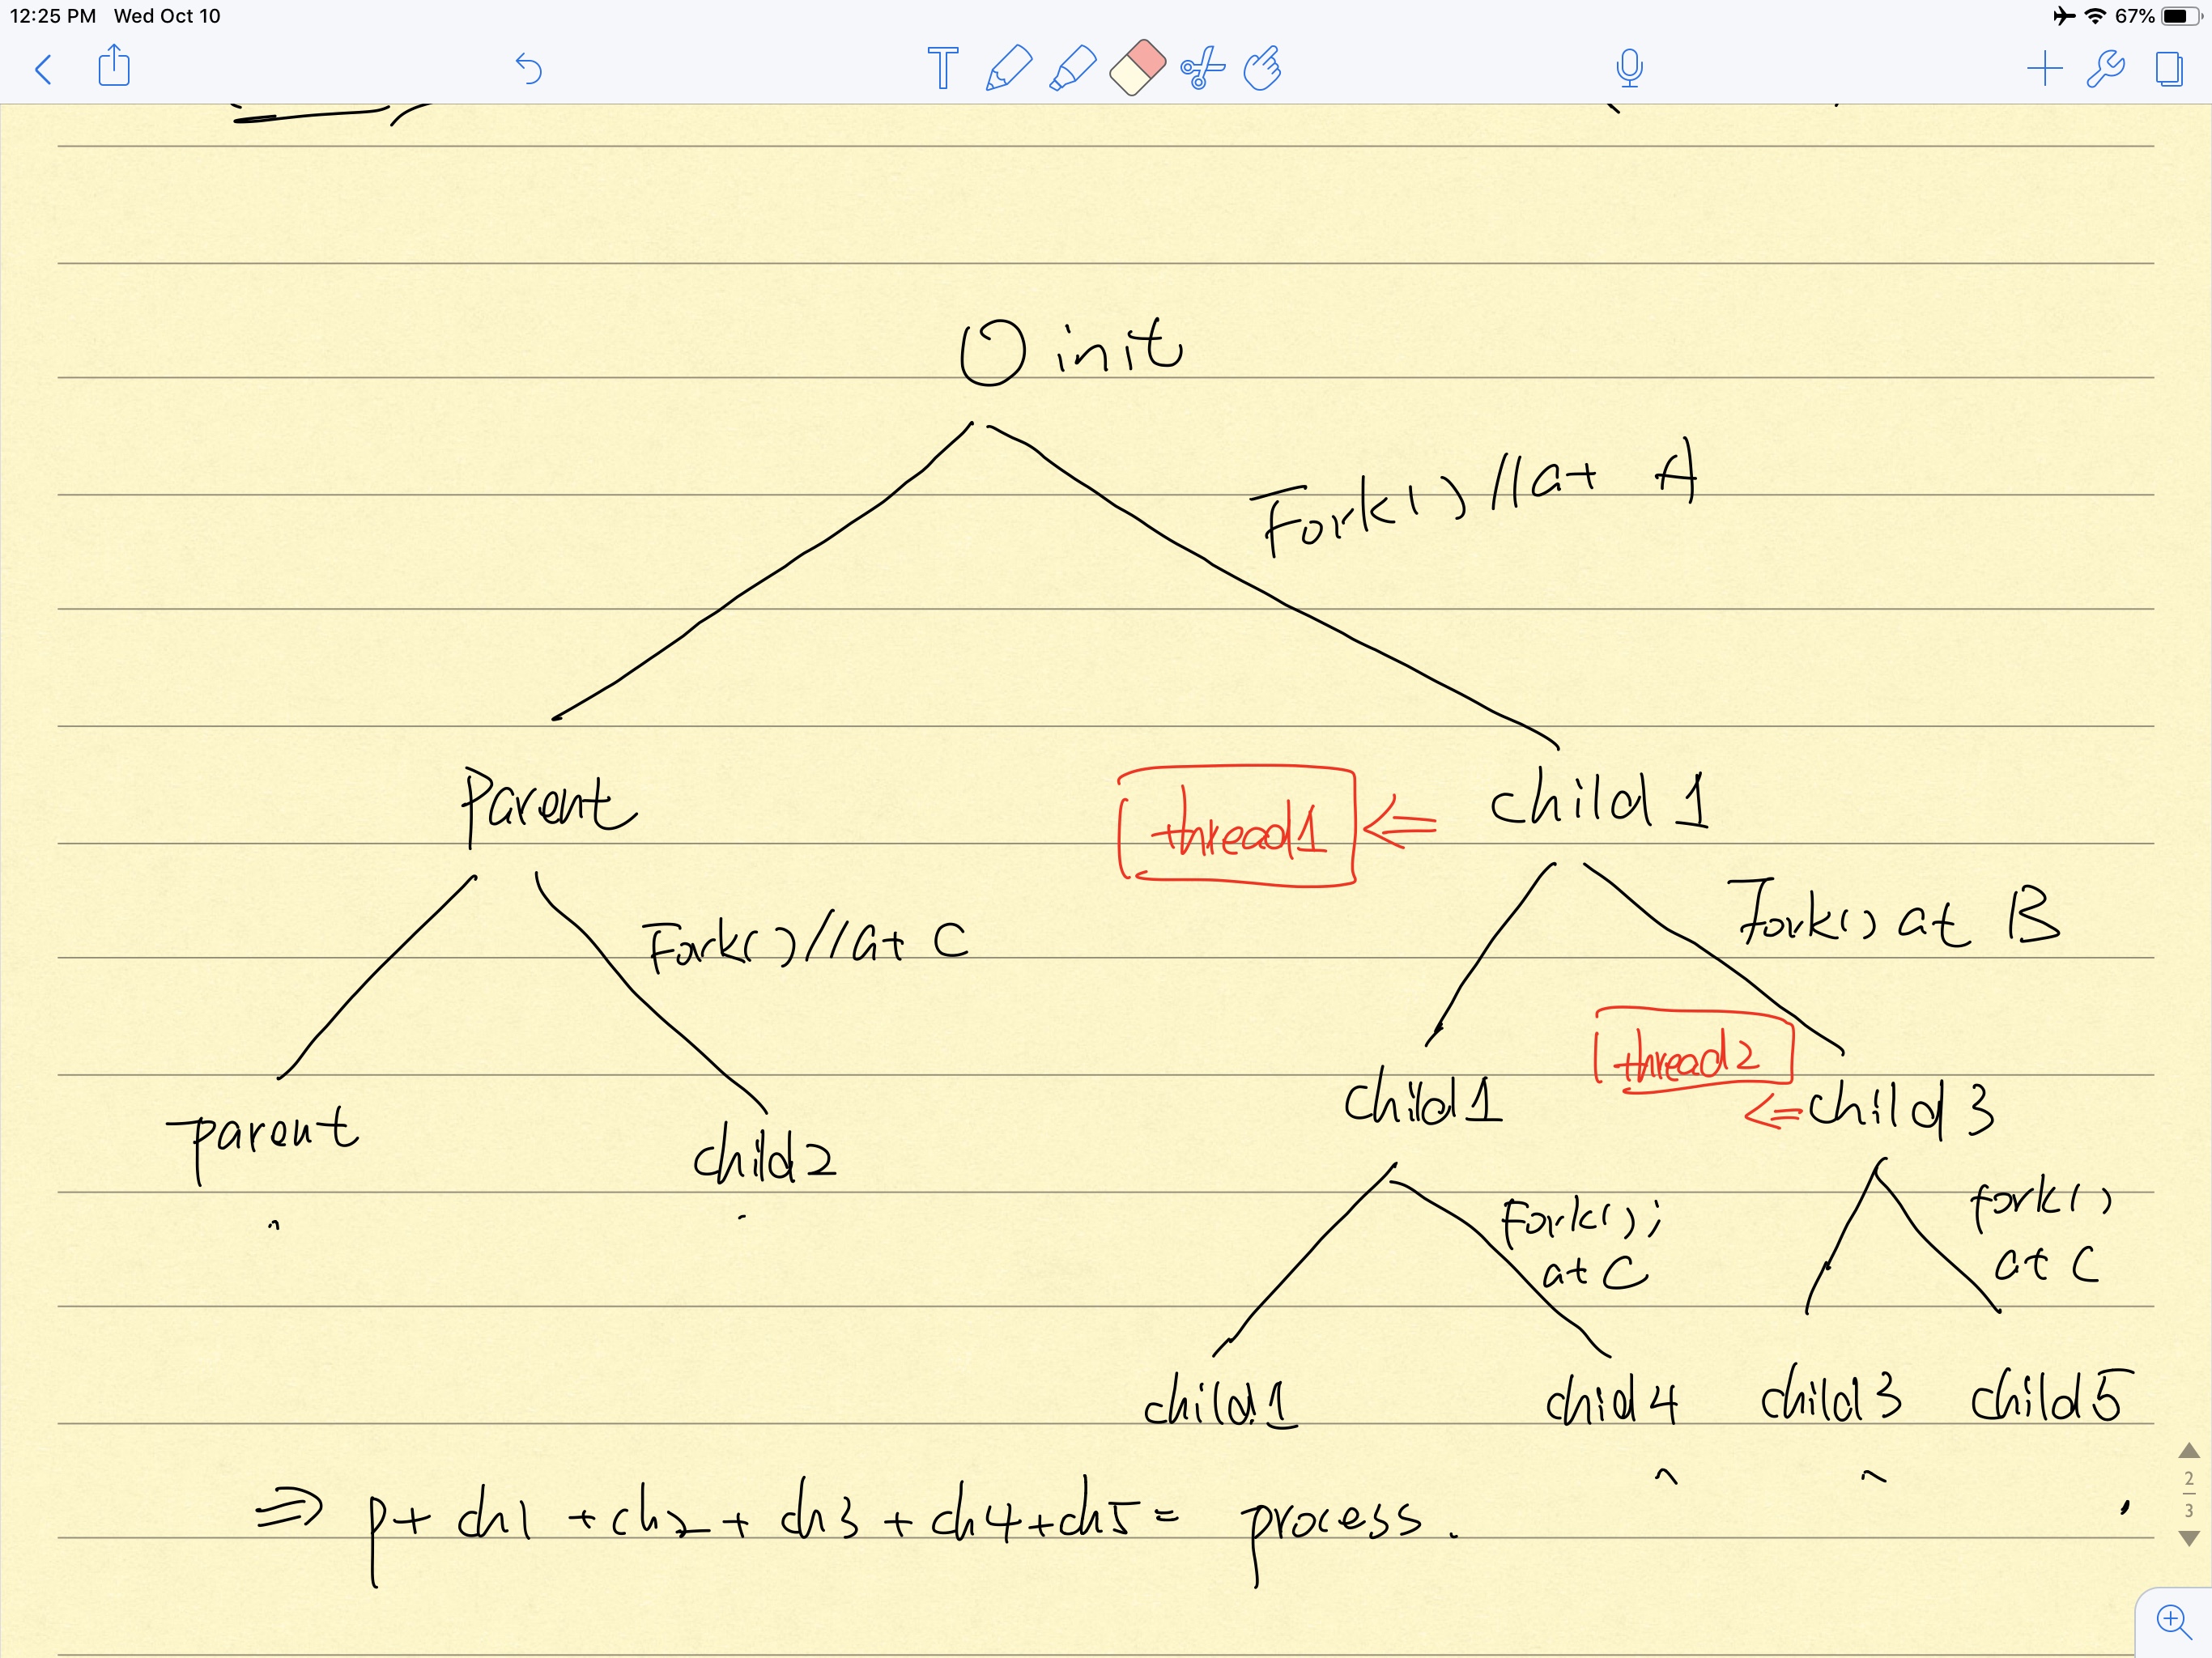 12:25 PM Wed Oct 10
67%
T
init
Fork() //at A
Parent
thread1
child 1
Fork() //at C
Fork() at B
thread2
parent
child2
child1
child 3
Fork();
at C
fork()
at C
child1
chid 4
child3
child5
⇒ p+ ch1 + ch2 + ch3 + ch4 + ch5 = process.
2
3